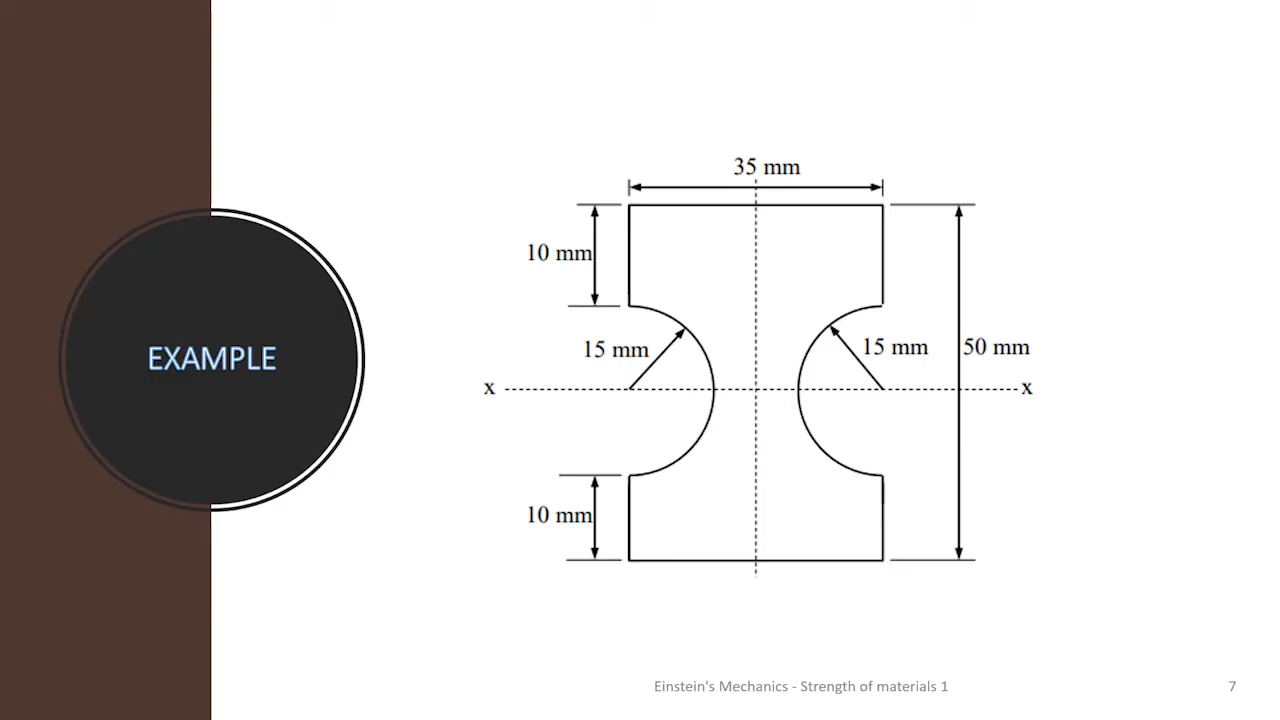 EXAMPLE
35 mm
10 mm
15 mm
15 mm
50 mm
x
x
10 mm
Einstein's Mechanics - Strength of materials 1
7